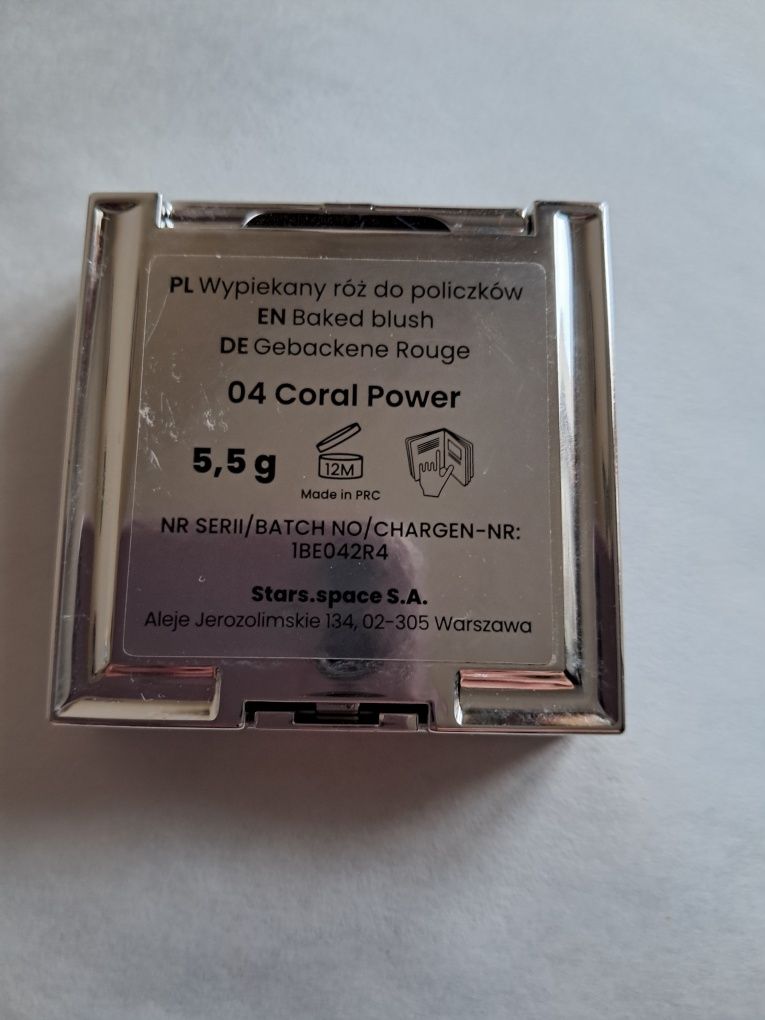 PL Wypiekany róż do policzków
EN Baked blush
DE Gebackene Rouge
04 Coral Power
5,5 g
12M
Made in PRC
NR SERII/BATCH NO/CHARGEN-NR:
1BE042R4
Stars.space S.A.
Aleje Jerozolimskie 134, 02-305 Warszawa